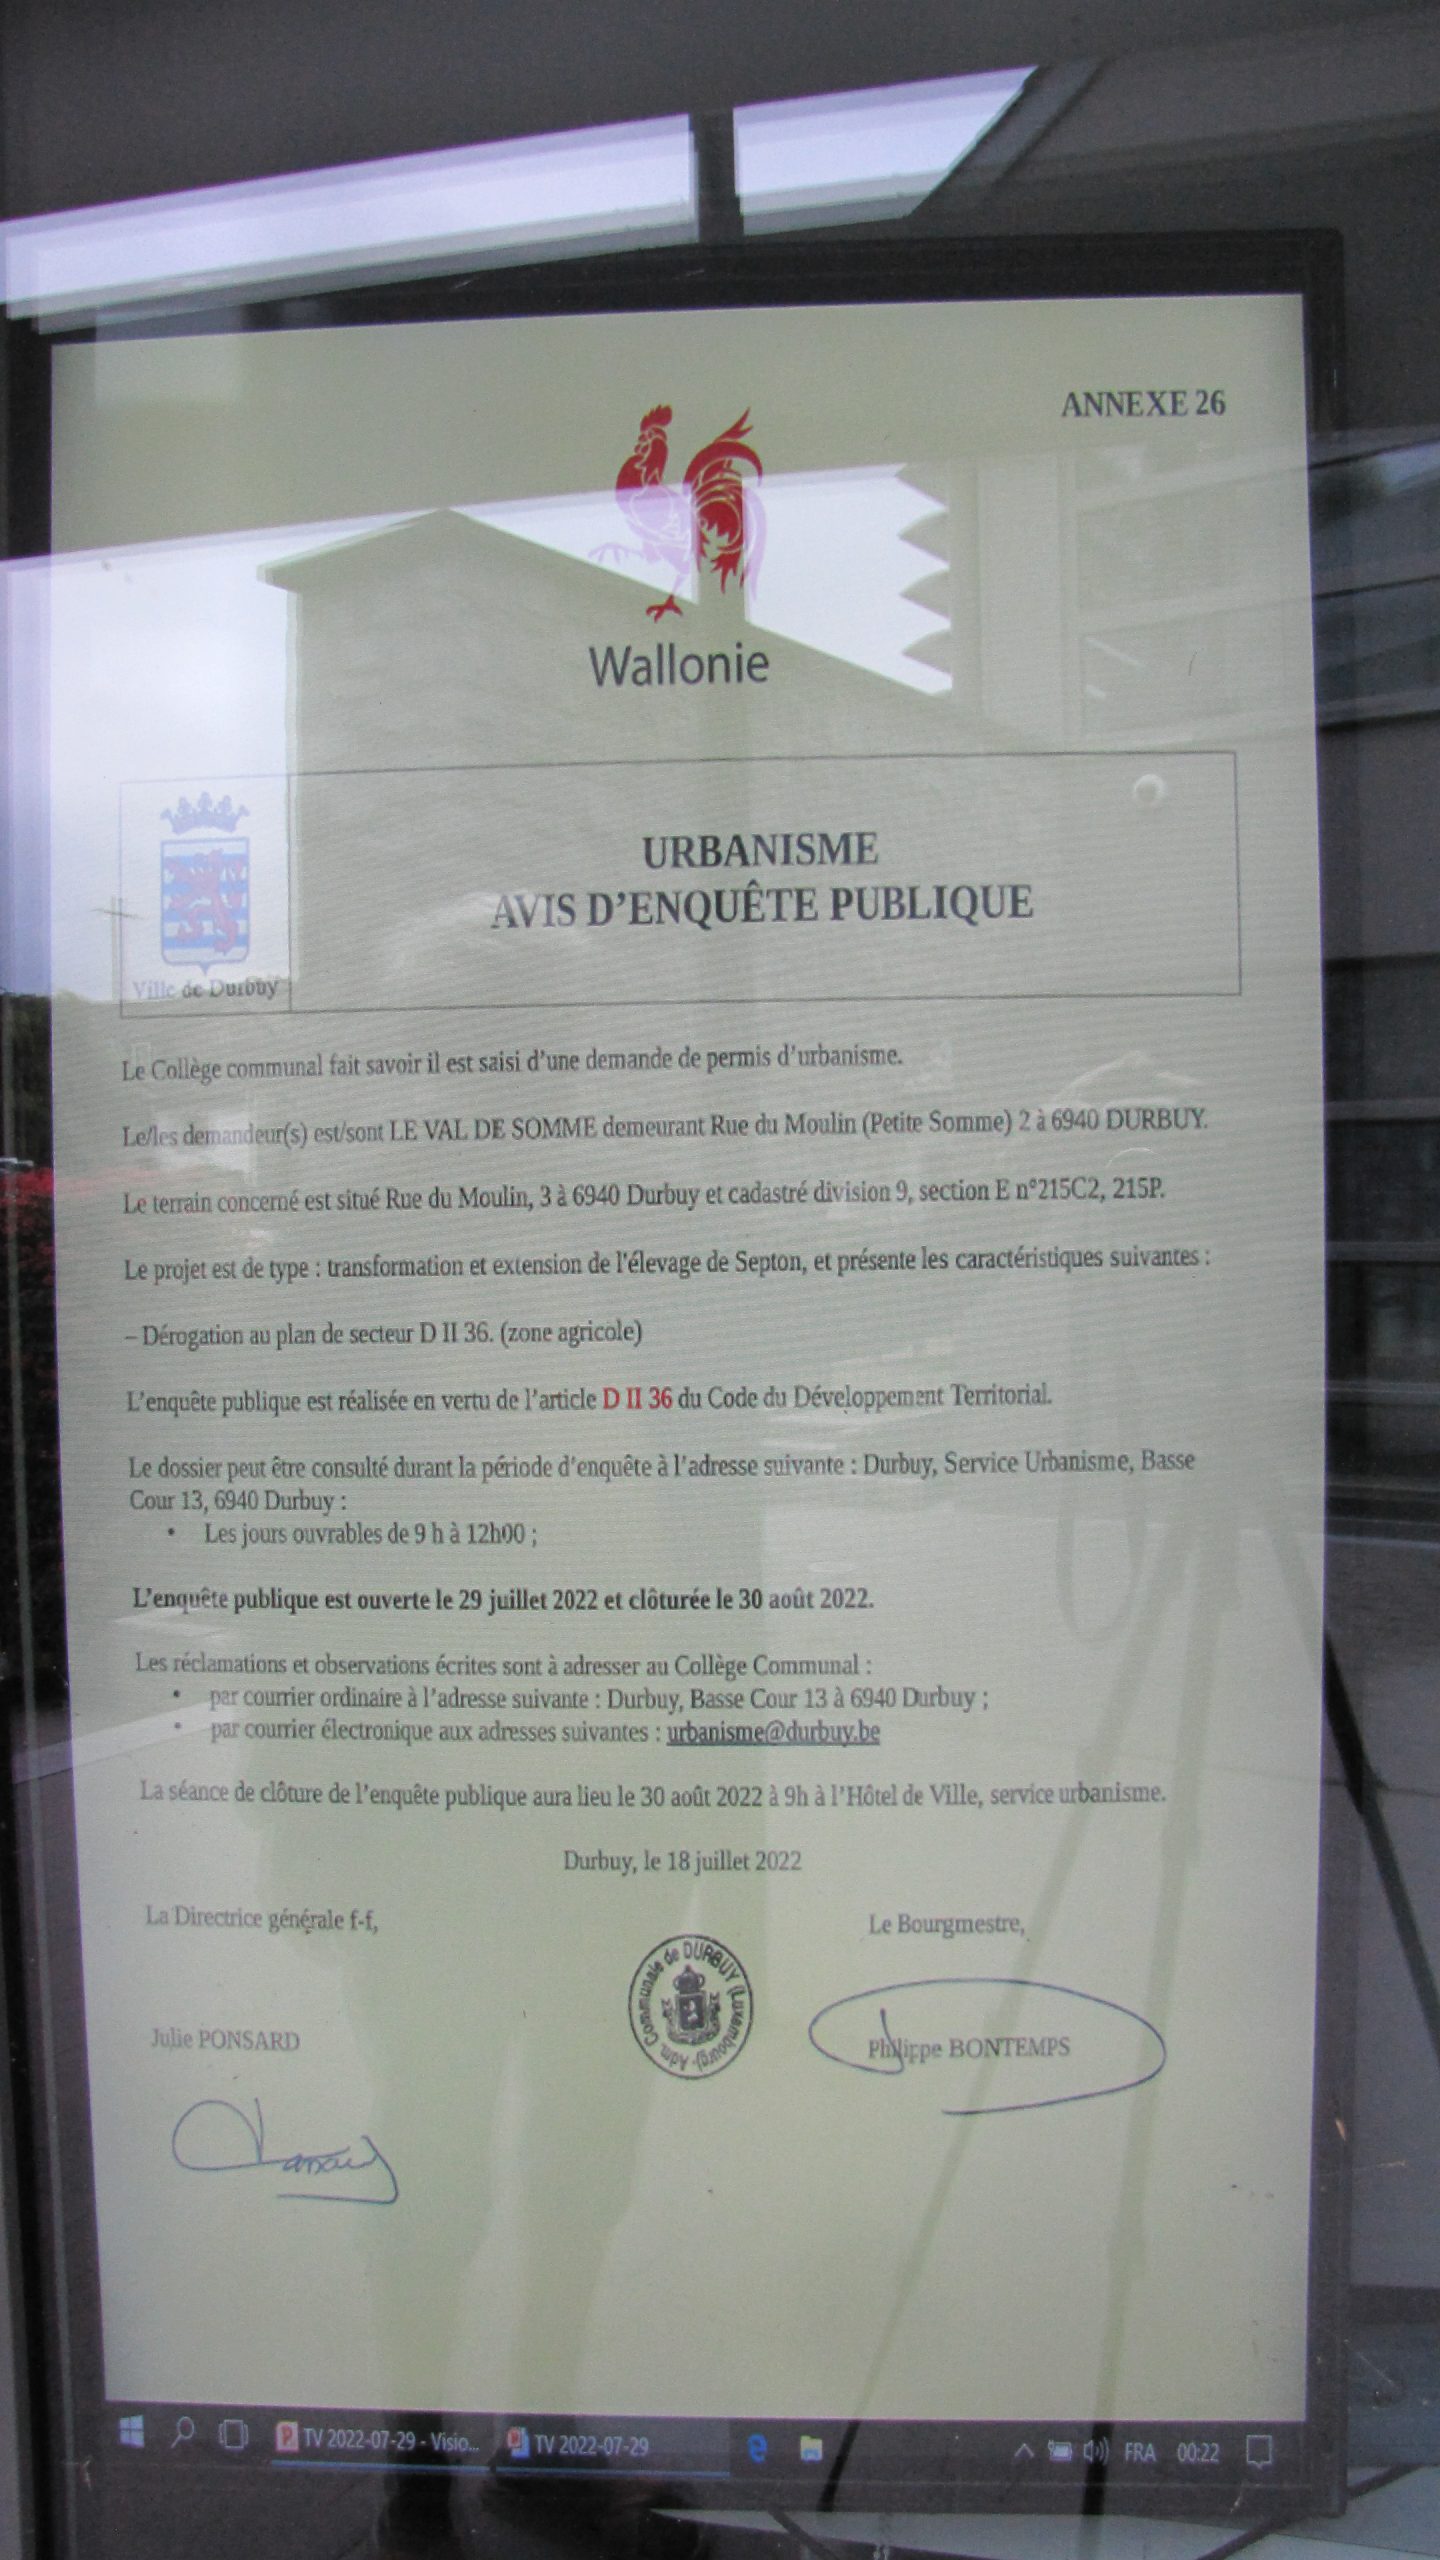 ANNEXE 26
Wallonie
URBANISME
AVIS D'ENQUÊTE PUBLIQUE
Ville de Durbuy
Le Collège communal fait savoir il est saisi d'une demande de permis d'urbanisme.
Le/les demandeur(s) est/sont LE VAL DE SOMME demeurant Rue du Moulin (Petite Somme) 2 à 6940 DURBUY.
Le terrain concerné est situé Rue du Moulin, 3 à 6940 Durbuy et cadastré division 9, section E n°215C2, 215P.
Le projet est de type : transformation et extension de l'élevage de Septon, et présente les caractéristiques suivantes :
– Dérogation au plan de secteur D II 36. (zone agricole)
L'enquête publique est réalisée en vertu de l'article D II 36 du Code du Développement Territorial.
Le dossier peut être consulté durant la période d'enquête à l'adresse suivante : Durbuy, Service Urbanisme, Basse
Cour 13, 6940 Durbuy :
• Les jours ouvrables de 9 h à 12h00 ;
L'enquête publique est ouverte le 29 juillet 2022 et clôturée le 30 août 2022.
Les réclamations et observations écrites sont à adresser au Collège Communal :
• par courrier ordinaire à l'adresse suivante : Durbuy, Basse Cour 13 à 6940 Durbuy ;
• par courrier électronique aux adresses suivantes : urbanisme@durbuy.be
La séance de clôture de l'enquête publique aura lieu le 30 août 2022 à 9h à l'Hôtel de Ville, service urbanisme.
Durbuy, le 18 juillet 2022
La Directrice générale f-f,
Le Bourgmestre,
Adm. Communale de DURBUY (Luxembourg)
Julie PONSARD
Philippe BONTEMPS
TV 2022-07-29 - Visio...
TV 2022-07-29
FRA
00:22